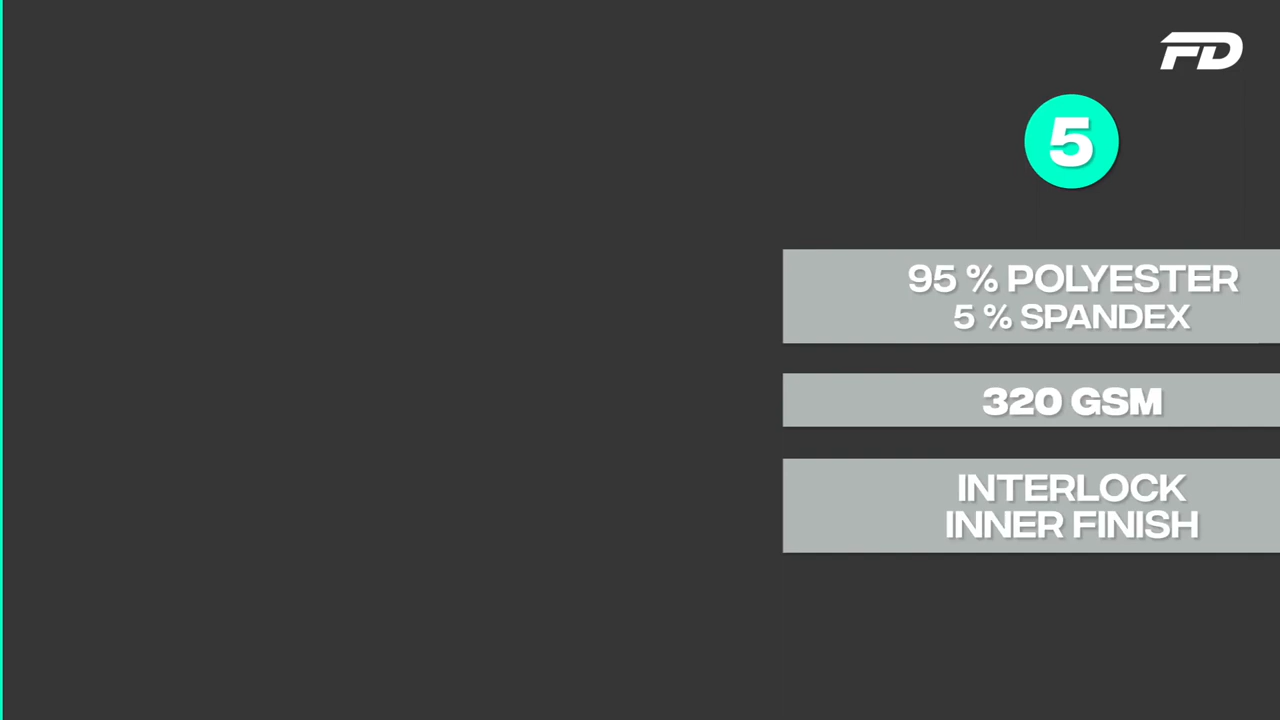 FD
5
95 % POLYESTER
5 % SPANDEX
320 GSM
INTERLOCK
INNER FINISH